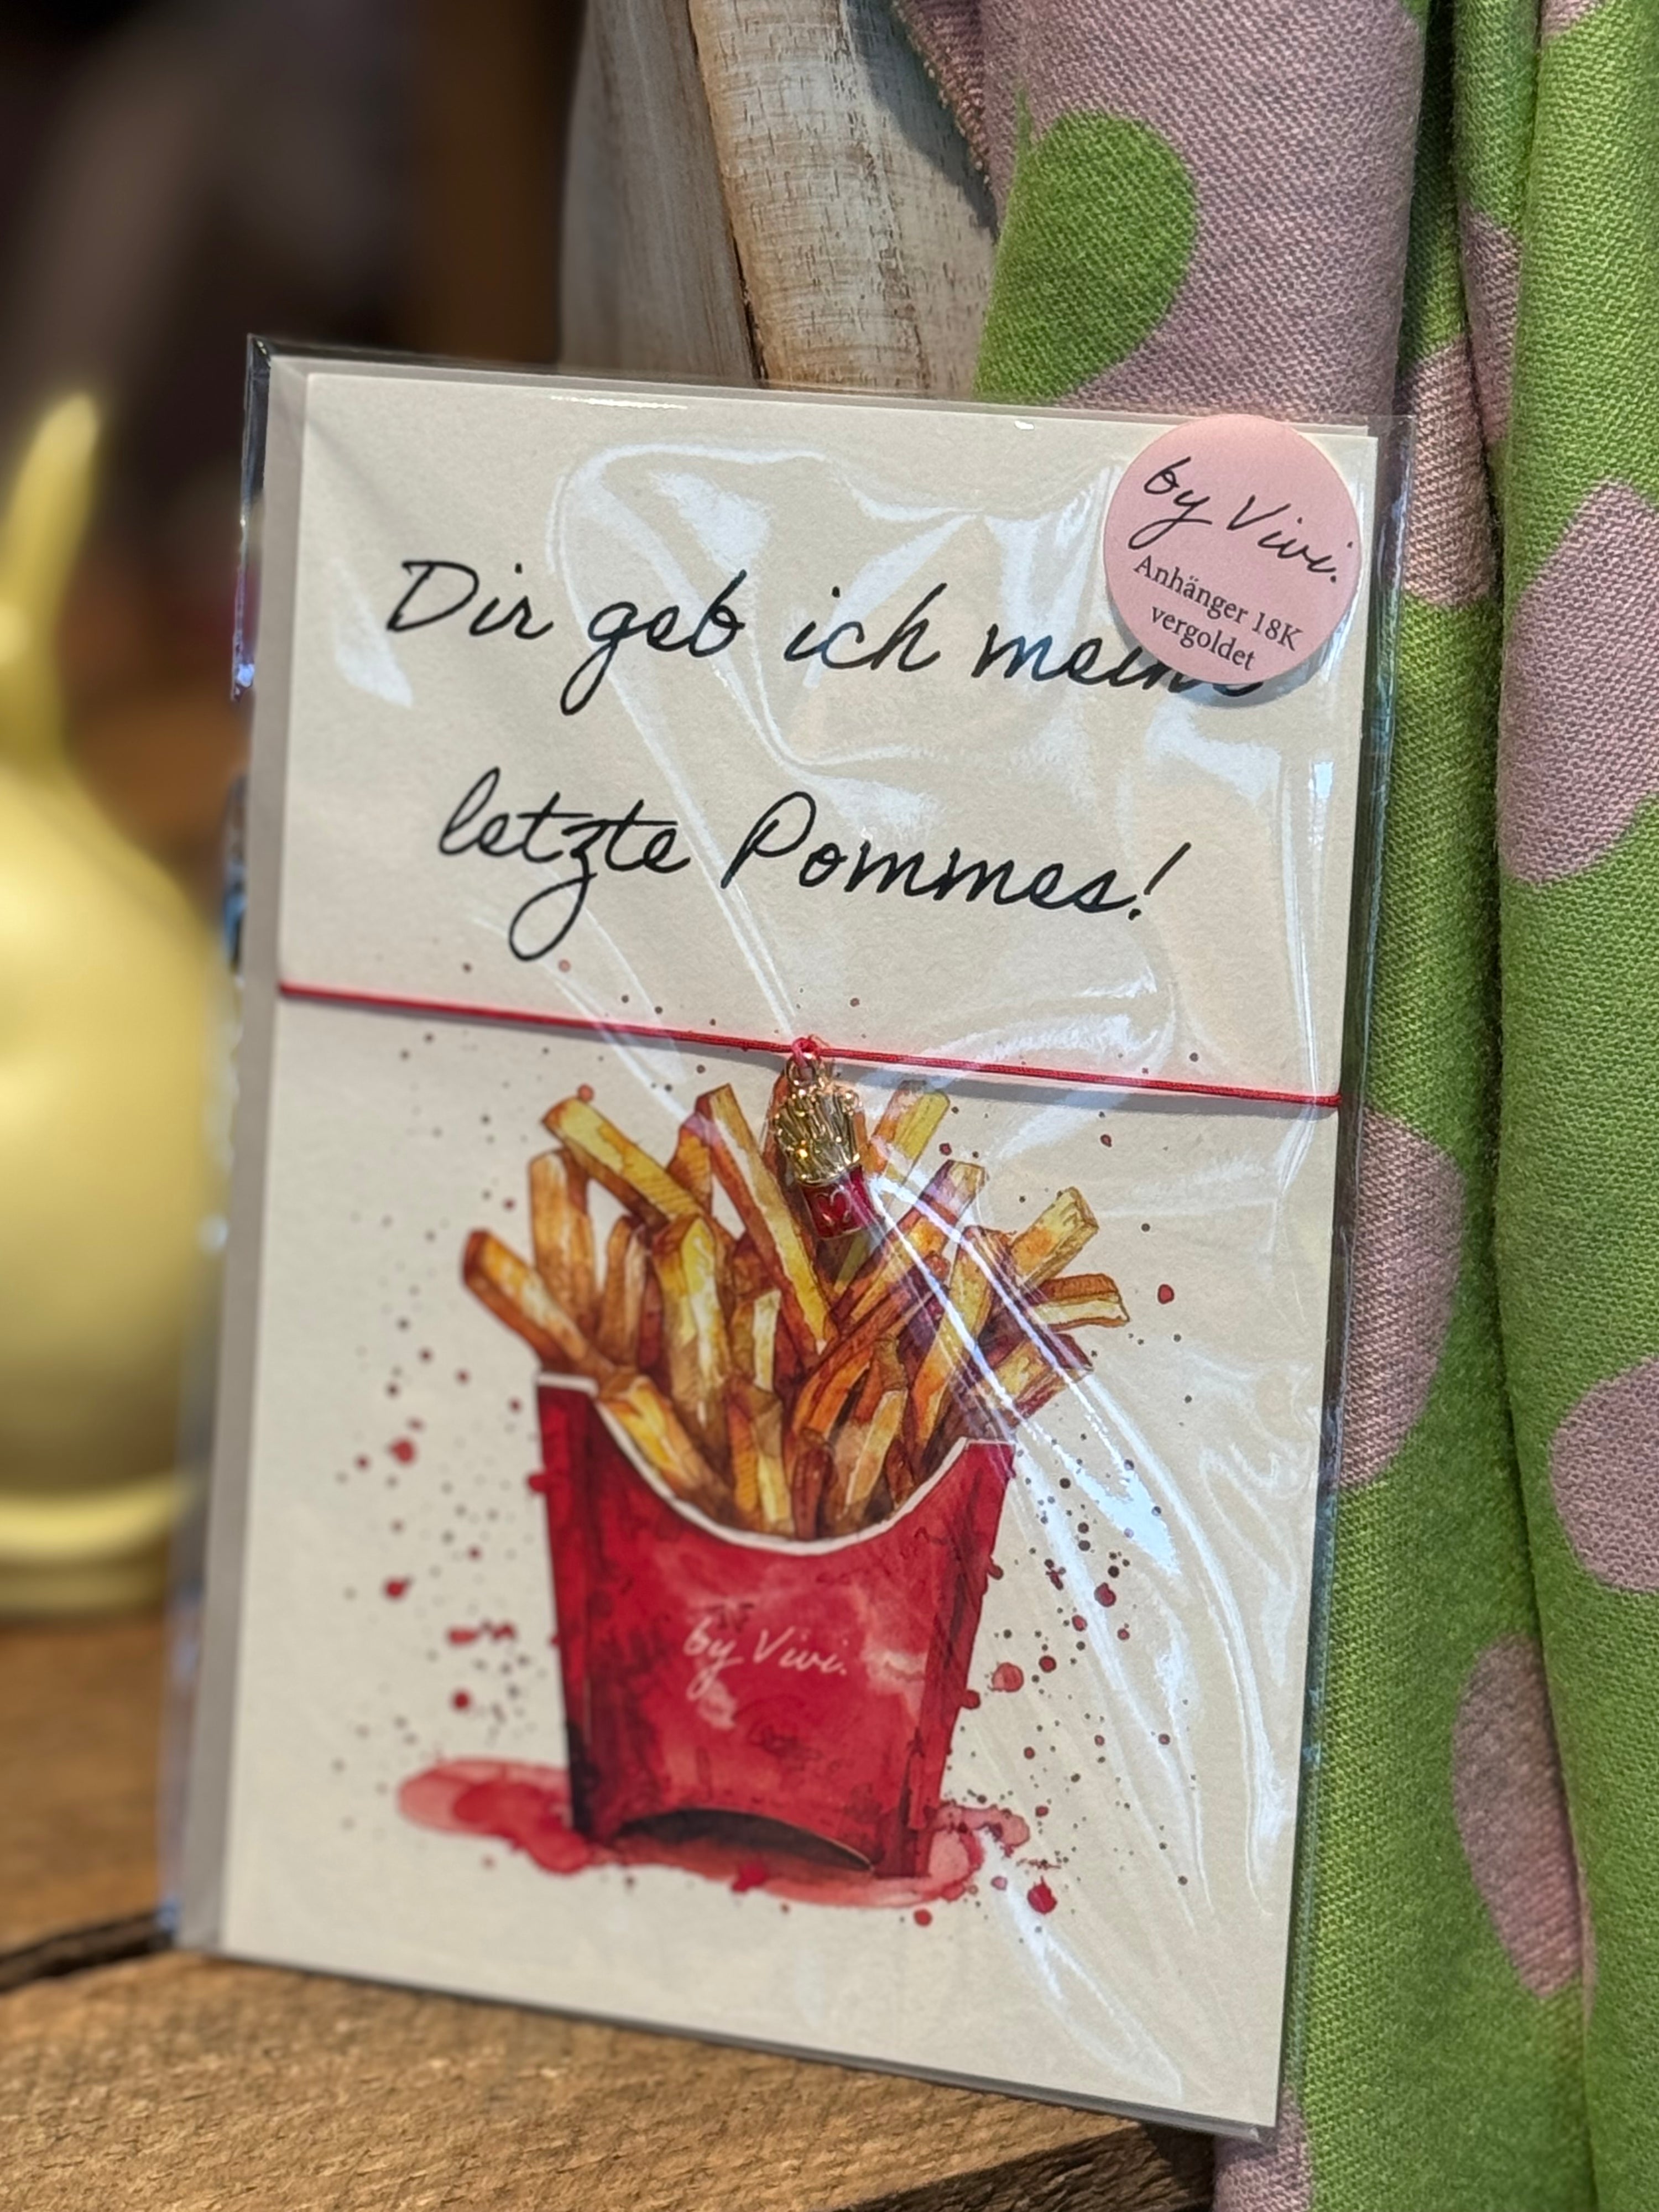 by Vivi.
Anhänger 18K
vergoldet
Dir geb ich meine
letzte Pommes!
by Vivi.